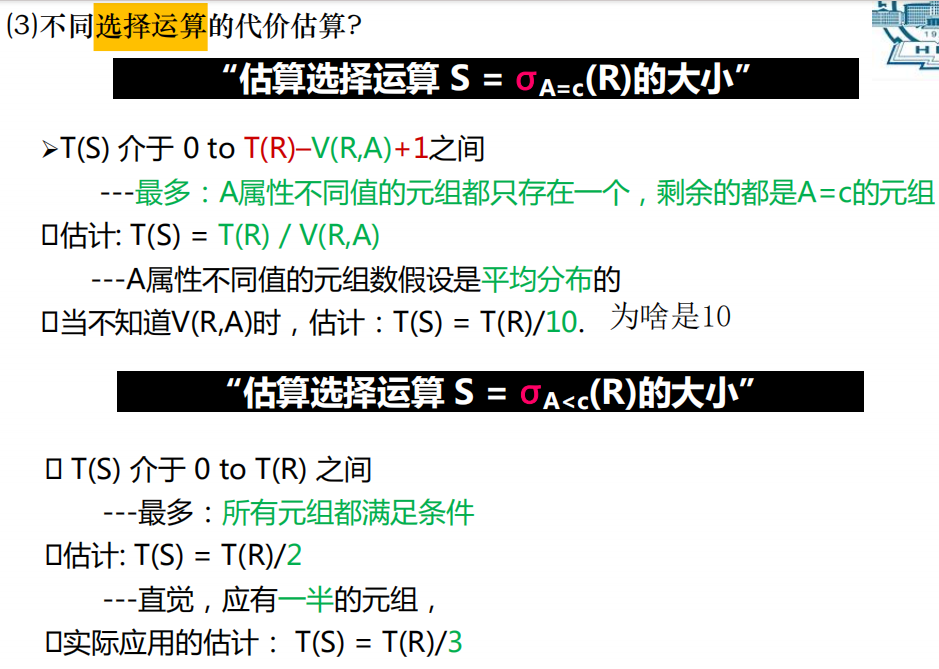 (3)不同选择运算的代价估算？
“估算选择运算 S = σA=c(R)的大小”
➢T(S) 介于 0 to T(R)–V(R,A)+1之间
---最多：A属性不同值的元组都只存在一个，剩余的都是A=c的元组
估计: T(S) = T(R) / V(R,A)
---A属性不同值的元组数假设是平均分布的
当不知道V(R,A)时，估计：T(S) = T(R)/10. 为啥是10
“估算选择运算 S = σA<c(R)的大小”
T(S) 介于 0 to T(R) 之间
---最多：所有元组都满足条件
估计: T(S) = T(R)/2
---直觉，应有一半的元组，
实际应用的估计： T(S) = T(R)/3